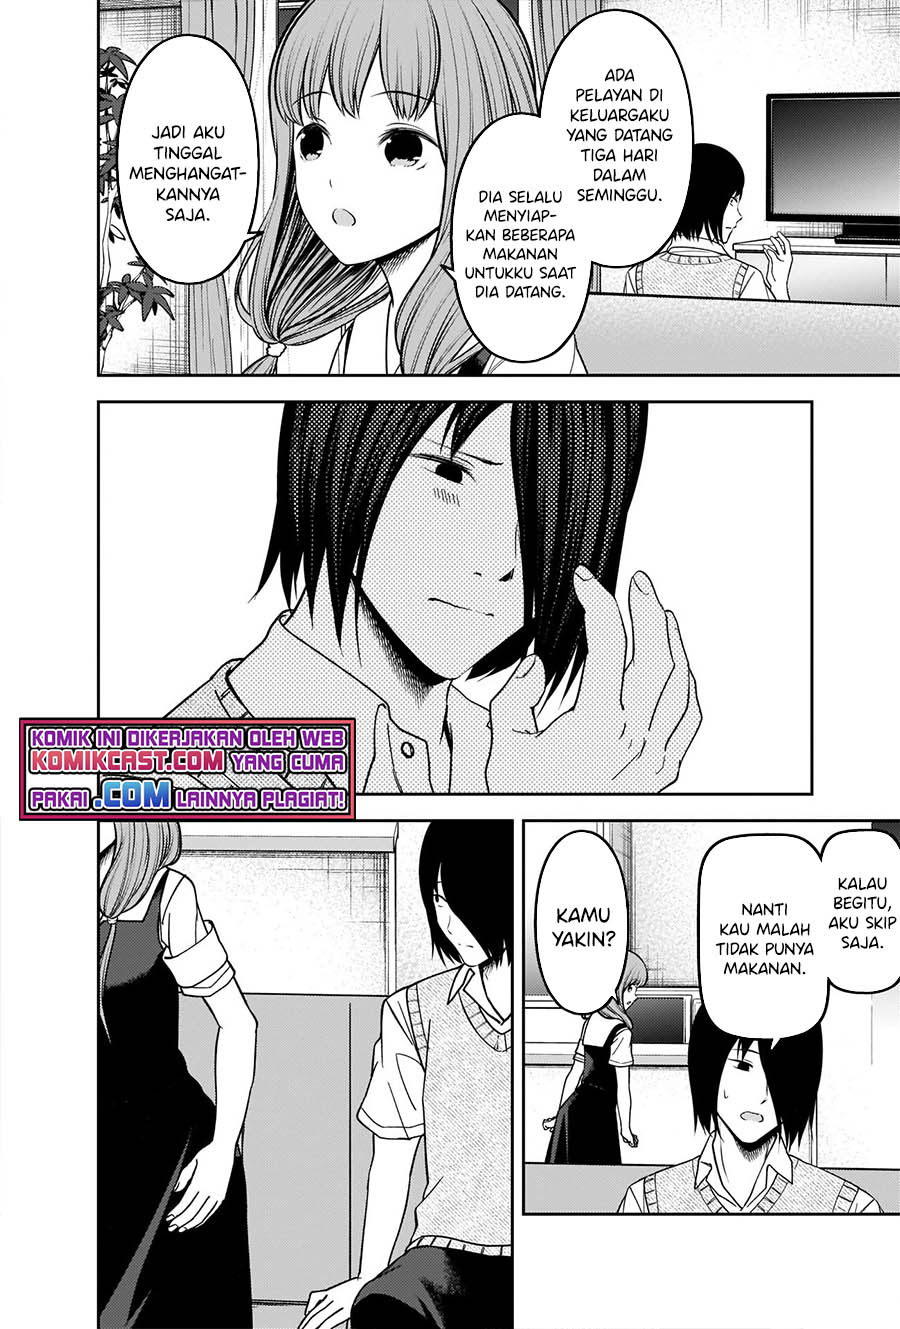 ADA
PELAYAN DI
KELUARGAKU
YANG DATANG
TIGA HARI
DALAM
SEMINGGU.
DIA SELALU
MENYIAP-
KAN BEBERAPA
MAKANAN
UNTUKKU SAAT
DIA DATANG.
JADI AKU
TINGGAL
MENGHANGAT-
KANNYA
SAJA.
KOMIK INI DIKERJAKAN OLEH WEB
KOMIKCAST.COM YANG CUMA
PAKAI .COM LAINNYA PLAGIAT!
KALAU
BEGITU,
AKU SKIP
SAJA.
NANTI
KAU MALAH
TIDAK PUNYA
MAKANAN.
KAMU
YAKIN?